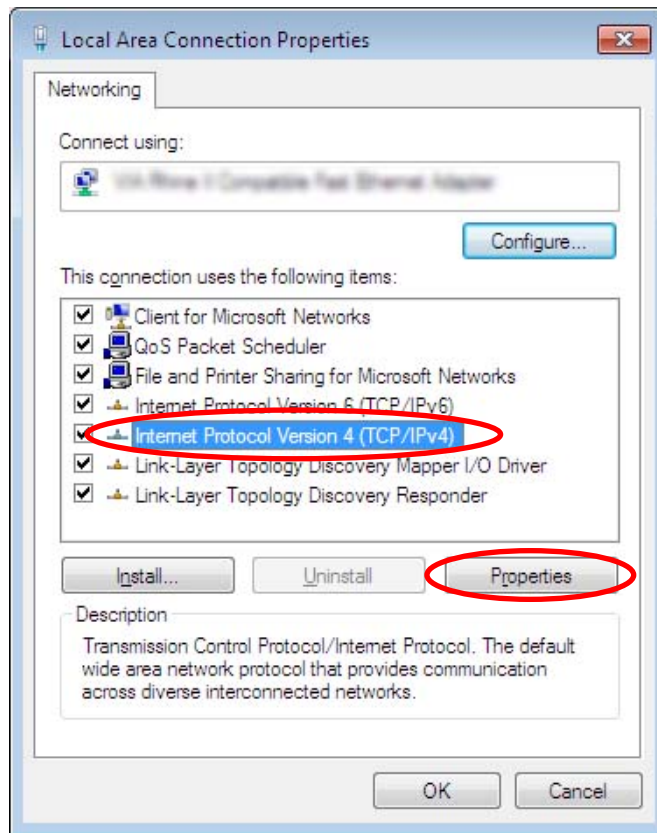 Local Area Connection Properties
Networking
Connect using:
Configure...
This connection uses the following items:
Client for Microsoft Networks
QoS Packet Scheduler
File and Printer Sharing for Microsoft Networks
Internet Protocol Version 6 (TCP/IPv6)
Internet Protocol Version 4 (TCP/IPv4)
Link-Layer Topology Discovery Mapper I/O Driver
Link-Layer Topology Discovery Responder
Install... Uninstall Properties
Description
Transmission Control Protocol/Internet Protocol. The default
wide area network protocol that provides communication
across diverse interconnected networks.
OK Cancel